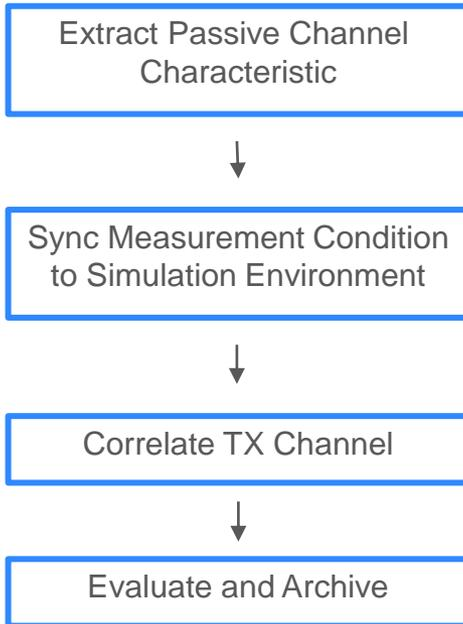 Extract Passive Channel
Characteristic
Sync Measurement Condition
to Simulation Environment
Correlate TX Channel
Evaluate and Archive